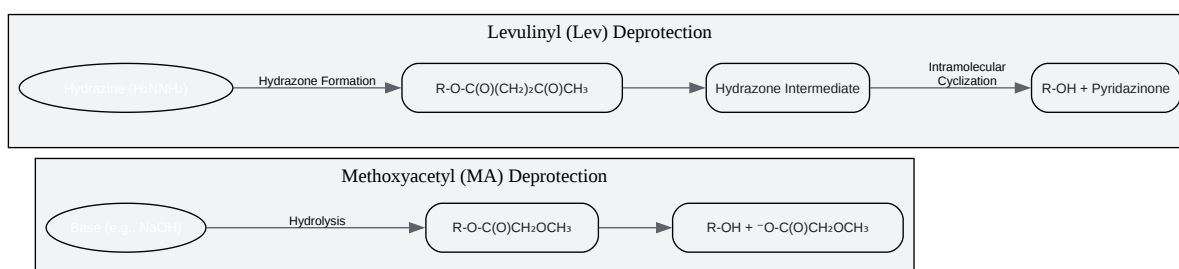 Levulinyl (Lev) Deprotection
Hydrazine (H₂NNH₂)
Hydrazone Formation
R-O-C(O)(CH₂)₂C(O)CH₃
Hydrazone Intermediate
Intramolecular
Cyclization
R-OH + Pyridazinone
Methoxyacetyl (MA) Deprotection
Base (e.g., NaOH)
Hydrolysis
R-O-C(O)CH₂OCH₃
R-OH + ⁻O-C(O)CH₂OCH₃